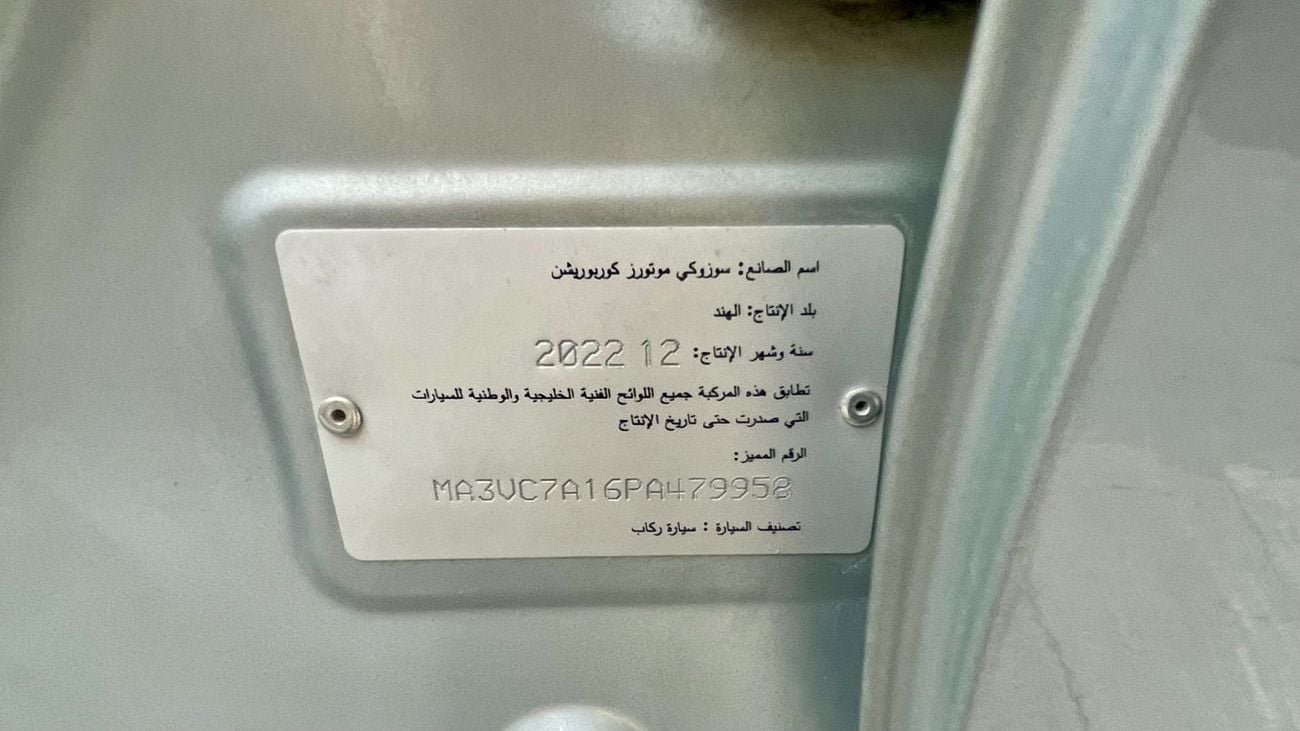 اسم الصانع: سوزوكي موتورز كوربوريشن
بلد الإنتاج: الهند
سنة وشهر الإنتاج: 12 2022
تطابق هذه المركبة جميع اللوائح الفنية الخليجية والوطنية للسيارات
التي صدرت حتى تاريخ الإنتاج
الرقم المميز:
MA3VC7A16PA479958
تصنيف السيارة : سيارة ركاب